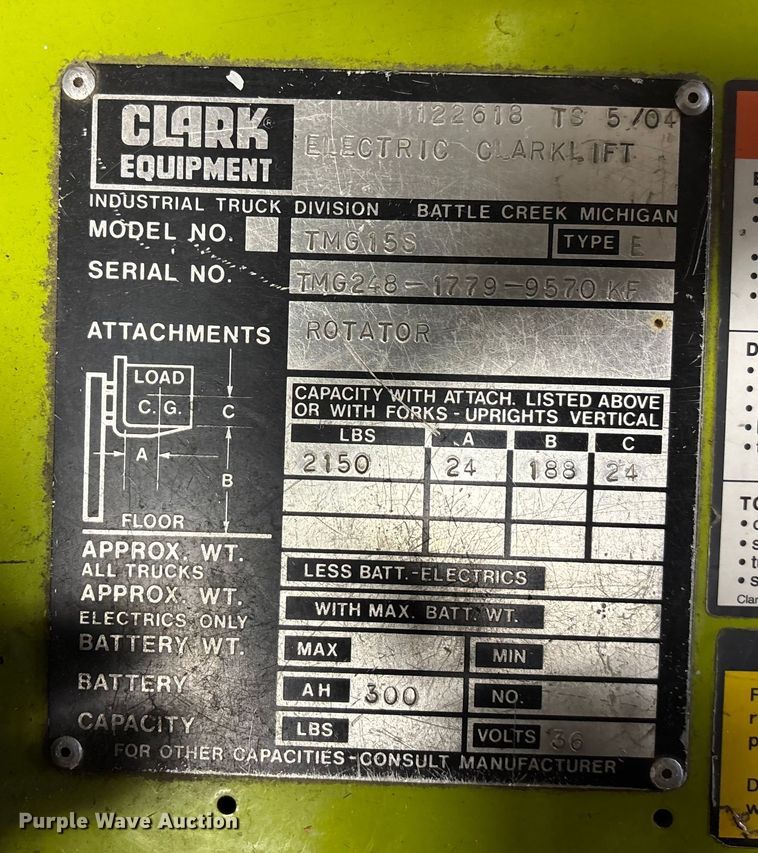 CLARK®
EQUIPMENT
122618 TS 5/04
ELECTRIC CLARKLIFT
INDUSTRIAL TRUCK DIVISION BATTLE CREEK MICHIGAN
MODEL NO. TMG15S TYPE E
SERIAL NO. TMG248-1779-9570 KF
ATTACHMENTS ROTATOR
LOAD
C. G.
C
A
B
FLOOR
CAPACITY WITH ATTACH. LISTED ABOVE
OR WITH FORKS - UPRIGHTS VERTICAL
LBS A B C
2150 24 188 24
APPROX. WT.
ALL TRUCKS
LESS BATT.-ELECTRICS
APPROX. WT.
ELECTRICS ONLY
WITH MAX. BATT. WT.
BATTERY WT. MAX MIN
BATTERY AH 300 NO.
CAPACITY LBS. VOLTS 36
FOR OTHER CAPACITIES-CONSULT MANUFACTURER
Purple Wave Auction